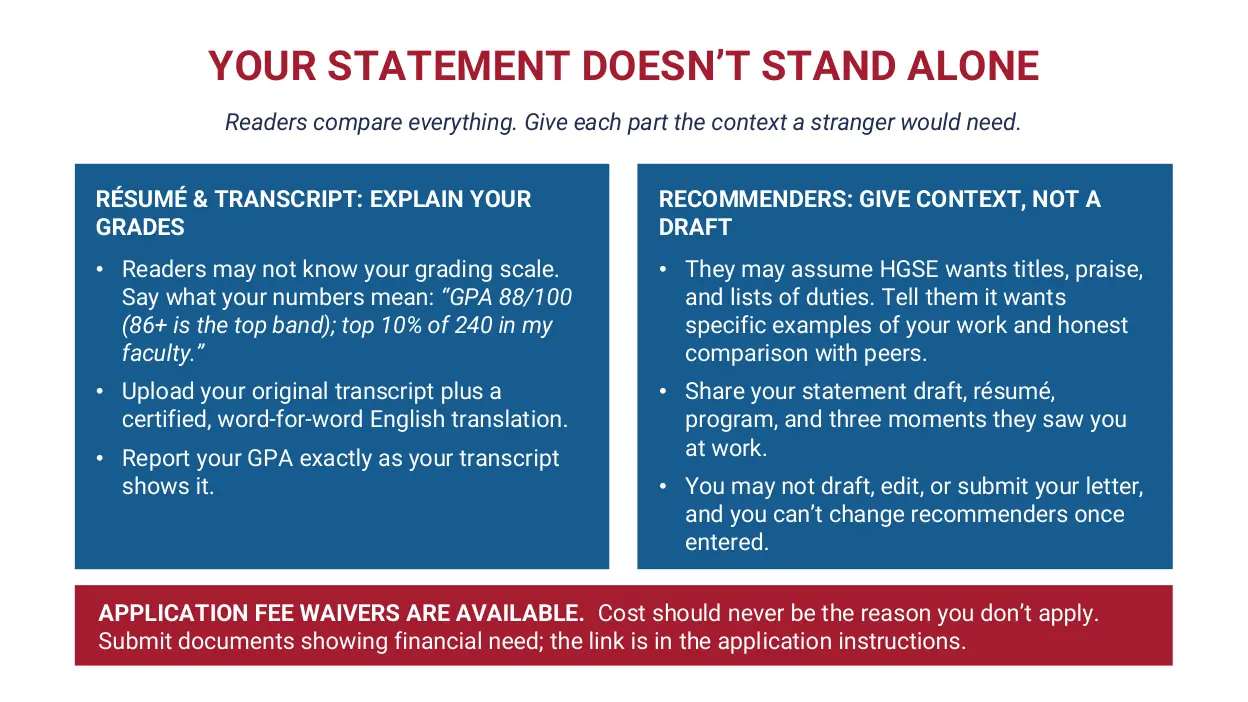 YOUR STATEMENT DOESN’T STAND ALONE
Readers compare everything. Give each part the context a stranger would need.
RÉSUMÉ & TRANSCRIPT: EXPLAIN YOUR
GRADES
• Readers may not know your grading scale.
Say what your numbers mean: “GPA 88/100
(86+ is the top band); top 10% of 240 in my
faculty.”
• Upload your original transcript plus a
certified, word-for-word English translation.
• Report your GPA exactly as your transcript
shows it.
RECOMMENDERS: GIVE CONTEXT, NOT A
DRAFT
• They may assume HGSE wants titles, praise,
and lists of duties. Tell them it wants
specific examples of your work and honest
comparison with peers.
• Share your statement draft, résumé,
program, and three moments they saw you
at work.
• You may not draft, edit, or submit your letter,
and you can’t change recommenders once
entered.
APPLICATION FEE WAIVERS ARE AVAILABLE. Cost should never be the reason you don’t apply.
Submit documents showing financial need; the link is in the application instructions.